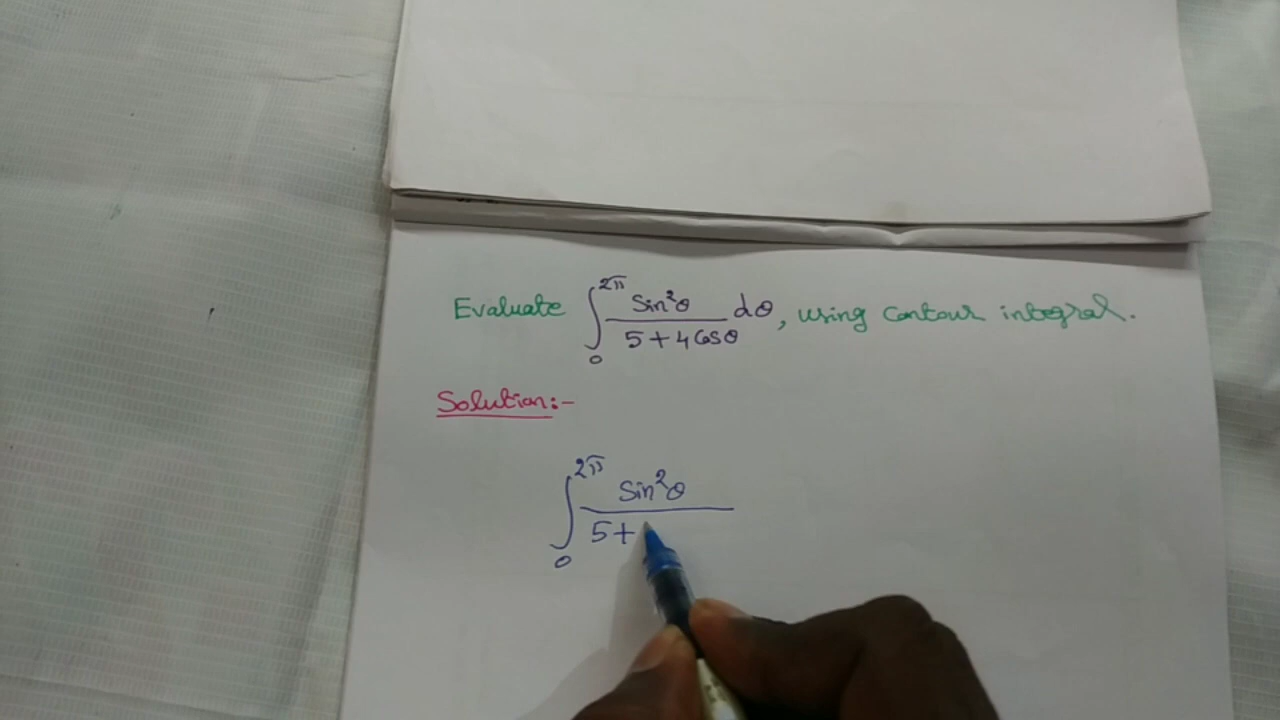 Evaluate ∫₀^{2π} Sin²θ / (5+4Cosθ) dθ, using Contour integral.
Solution:-
∫₀^{2π} Sin²θ / 5+